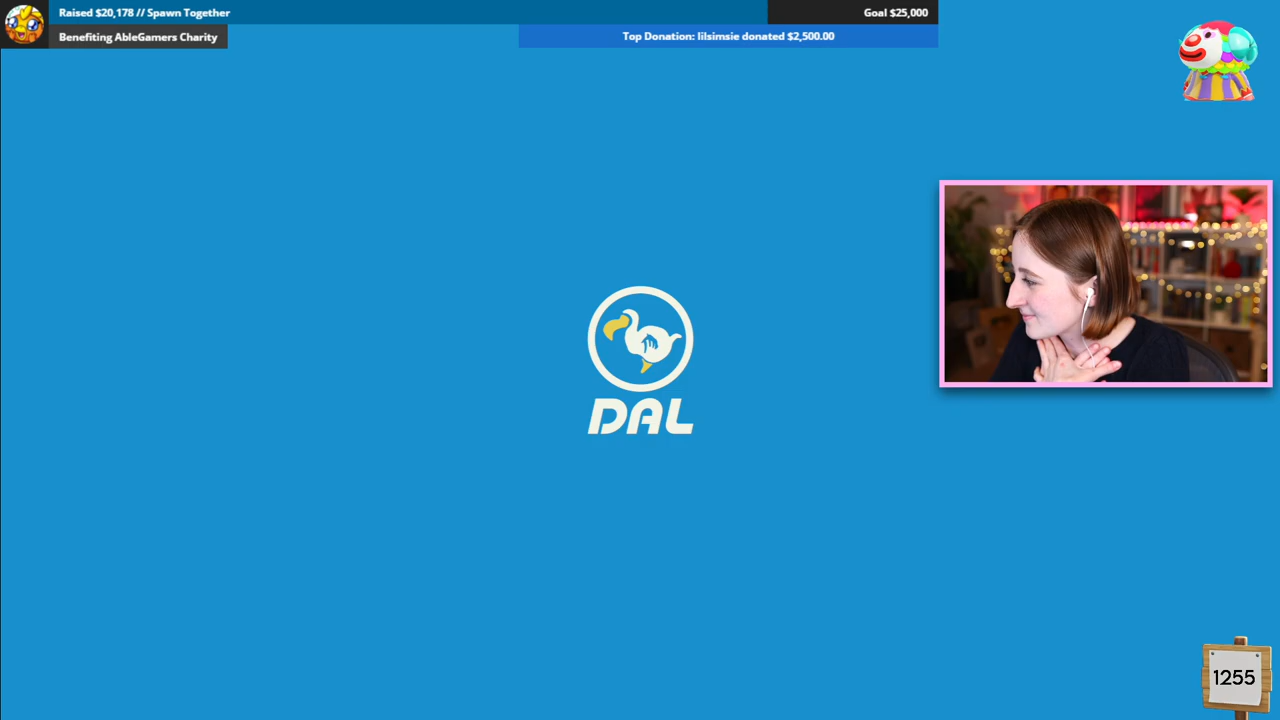 Raised $20,178 // Spawn Together
Goal $25,000
Benefiting AbleGamers Charity
Top Donation: lilsimsie donated $2,500.00
DAL
1255